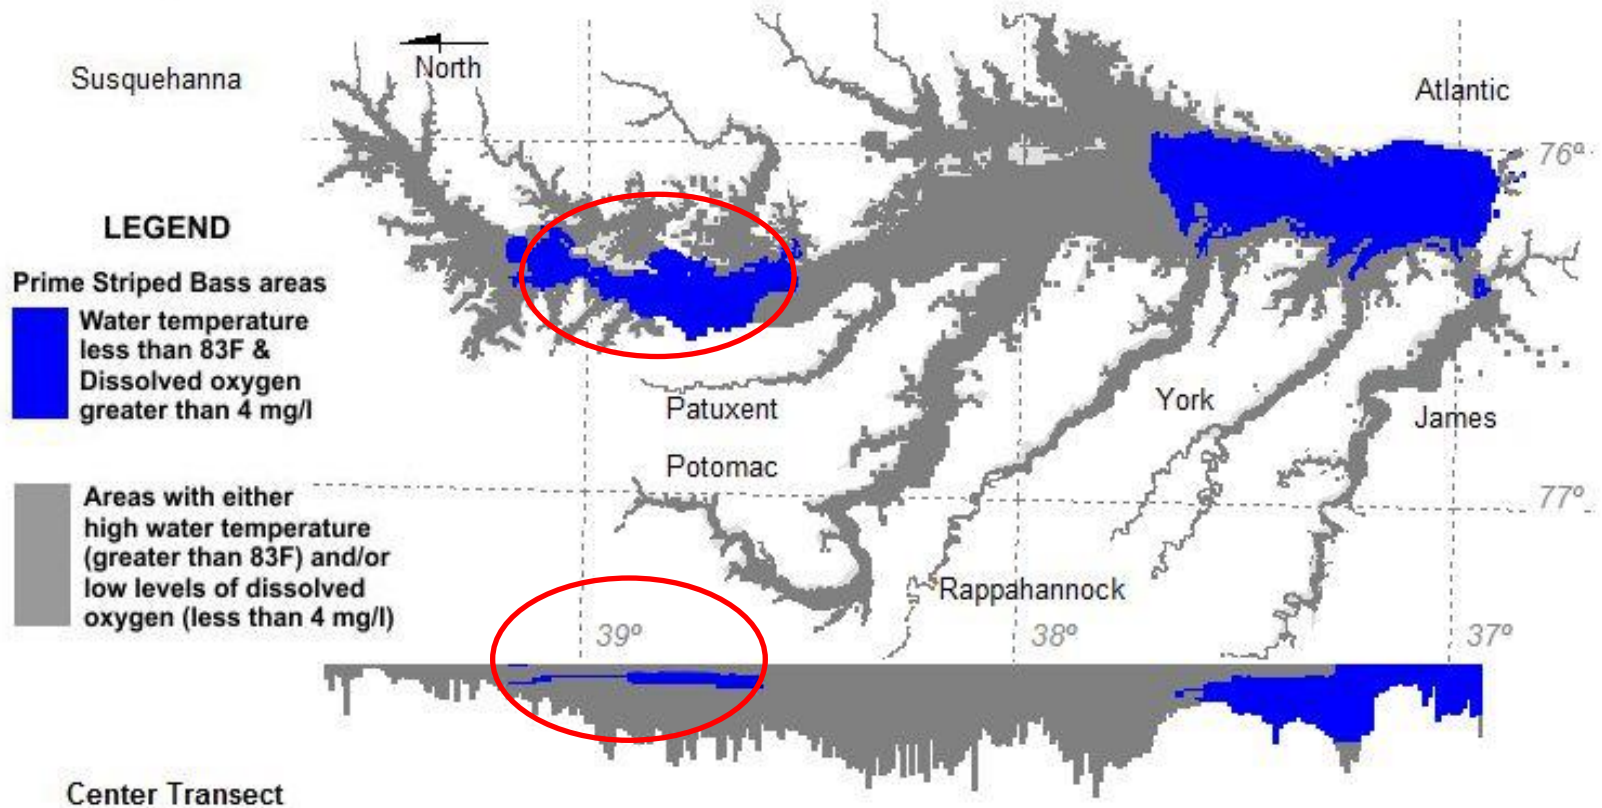 Susquehanna
North
Atlantic
76º
LEGEND
Prime Striped Bass areas
Water temperature
less than 83F &
Dissolved oxygen
greater than 4 mg/l
Patuxent
York
James
Potomac
77º
Areas with either
high water temperature
(greater than 83F) and/or
low levels of dissolved
oxygen (less than 4 mg/l)
Rappahannock
39º
38º
37º
Center Transect